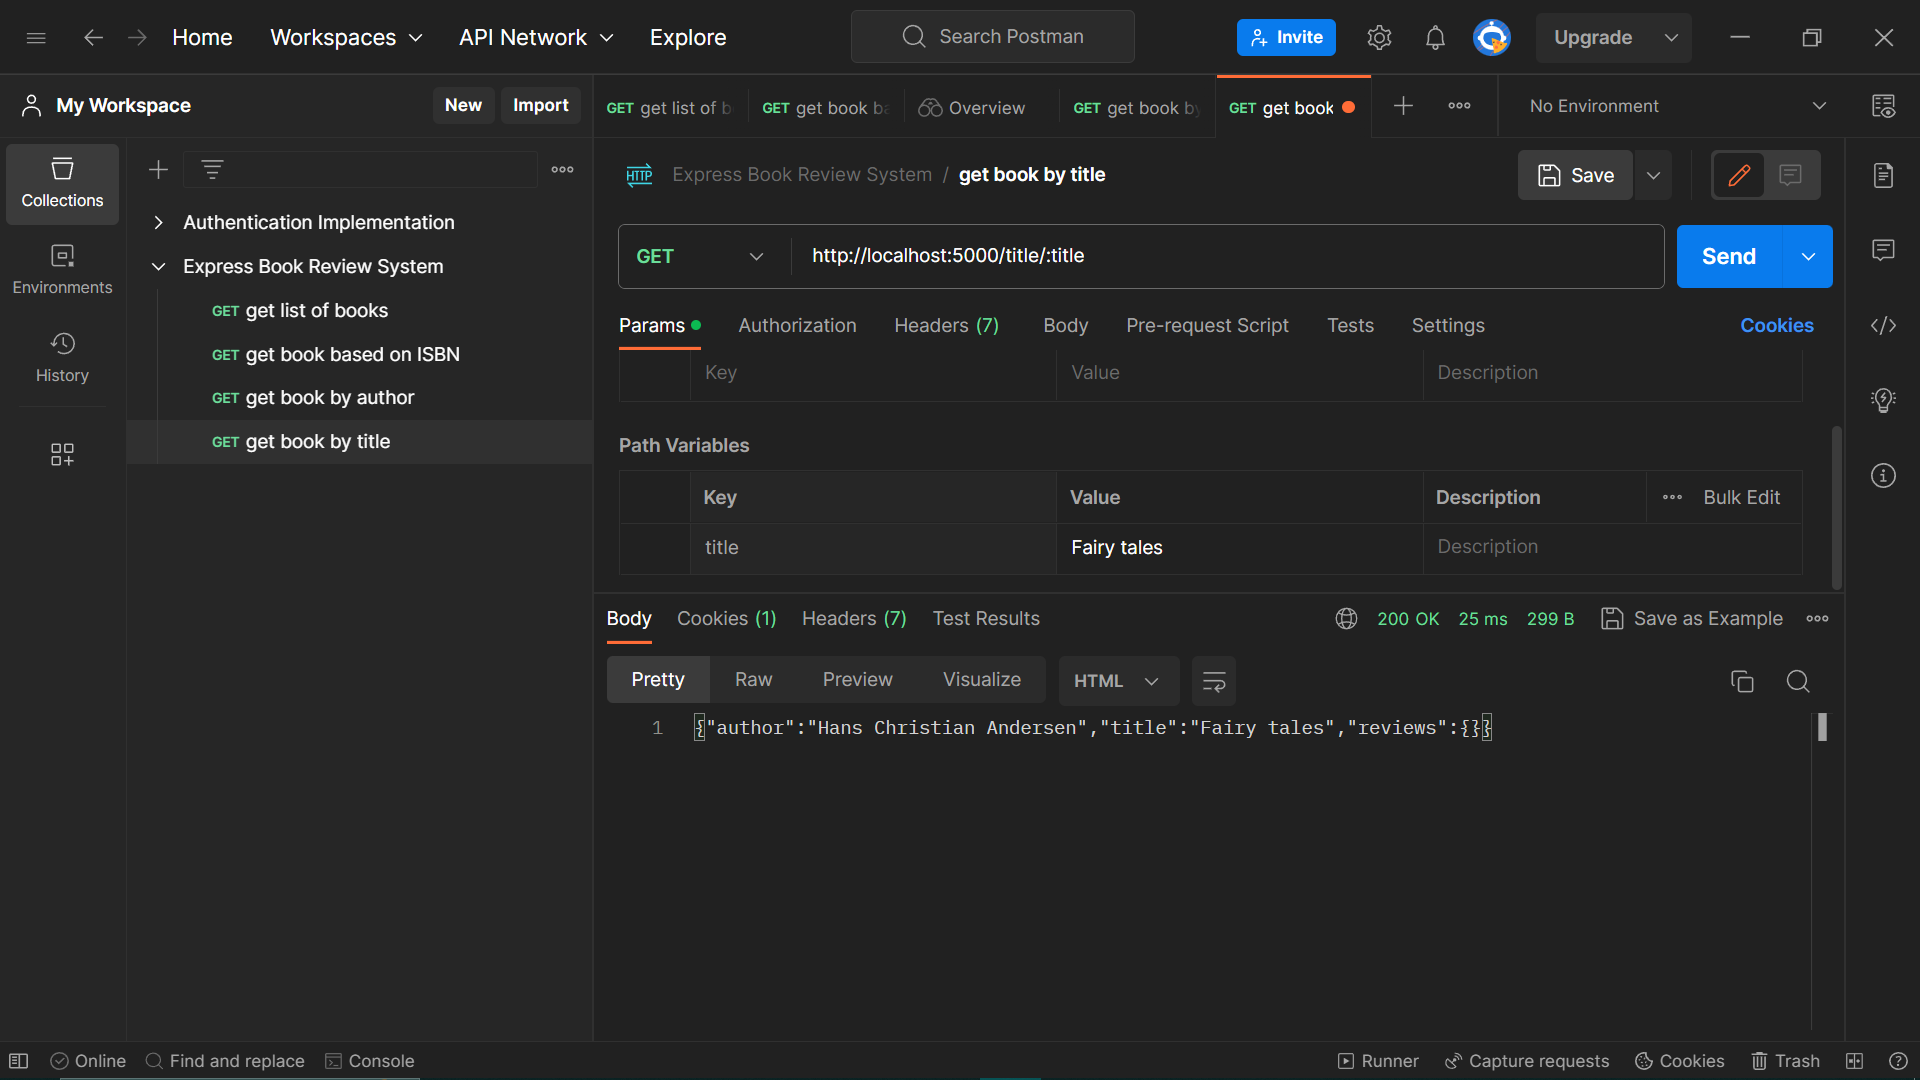 Home Workspaces API Network Explore Search Postman Invite Upgrade
My Workspace New Import
GET get list of b GET get book ba Overview GET get book by GET get book No Environment
Collections
Environments
History
Authentication Implementation
Express Book Review System
GET get list of books
GET get book based on ISBN
GET get book by author
GET get book by title
HTTP Express Book Review System / get book by title Save
GET http://localhost:5000/title/:title Send
Params Authorization Headers (7) Body Pre-request Script Tests Settings Cookies
Key Value Description
Path Variables
Key Value Description Bulk Edit
title Fairy tales Description
Body Cookies (1) Headers (7) Test Results 200 OK 25 ms 299 B Save as Example
Pretty Raw Preview Visualize HTML
1 {"author":"Hans Christian Andersen","title":"Fairy tales","reviews":{}}
Online Find and replace Console Runner Capture requests Cookies Trash